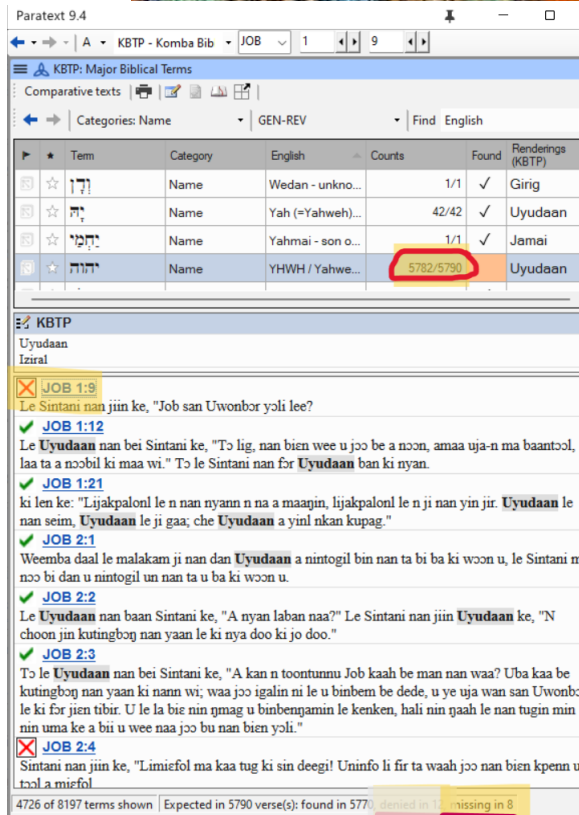 Paratext 9.4
A KBTP - Komba Bib JOB 1 9
KBTP: Major Biblical Terms
Comparative texts
Categories: Name GEN-REV Find English
Term Category English Counts Found Renderings (KBTP)
וְדָן Name Wedan - unkno... 1/1 ✓ Girig
יָהּ Name Yah (=Yahweh)... 42/42 ✓ Uyudaan
יַחְמַי Name Yahmai - son o... 1/1 ✓ Jamai
יהוה Name YHWH / Yahwe... 5782/5790 Uyudaan
KBTP
Uyudaan
Iziral
JOB 1:9
Le Sintani nan jiin ke, "Job san Uwonbɔr yɔli lee?
JOB 1:12
Le Uyudaan nan bei Sintani ke, "Tɔ lig, nan biɛn wee u jɔɔ be a nɔɔn, amaa uja-n ma baantɔɔl,
laa ta a nɔɔbil ki maa wi." Tɔ le Sintani nan fɔr Uyudaan ban ki nyan.
JOB 1:21
ki len ke: "Lijakpalonl le n nan nyann n na a maaŋin, lijakpalonl le n ji nan yin jir. Uyudaan le
nan seim, Uyudaan le ji gaa; che Uyudaan a yinl nkan kupag."
JOB 2:1
Weemba daal le malakam ji nan dan Uyudaan a nintogil bin nan ta bi ba ki wɔɔn u, le Sintani
nɔɔ bi dan u nintogil un nan ta u ba ki wɔɔn u.
JOB 2:2
Le Uyudaan nan baan Sintani ke, "A nyan laban naa?" Le Sintani nan jiin Uyudaan ke, "N
choon jin kutingbɔŋ nan yaan le ki nya doo ki jo doo."
JOB 2:3
Tɔ le Uyudaan nan bei Sintani ke, "A kan n toontunnu Job kaah be man nan waa? Uba kaa be
kutingbɔŋ nan yaan ki nann wi; waa jɔɔ igalin ni le u binbem be dede, u ye uja wan san Uwonbɔ
le ki fɔr jiɛn tibir. U le la biɛ nin ŋmag u binbenŋamin le kenken, hali nin ŋaah le nan tugin min
nin uma ke a bii u wee naa jɔɔ bu nan biɛn yɔli."
JOB 2:4
Sintani nan jiin ke, "Limiɛfol ma kaa tug ki sin deegi! Uninfo li fir ta waah jɔɔ nan biɛn kpenn u
tɔɔl a miɛfol
4726 of 8197 terms shown Expected in 5790 verse(s): found in 5770, denied in 12, missing in 8